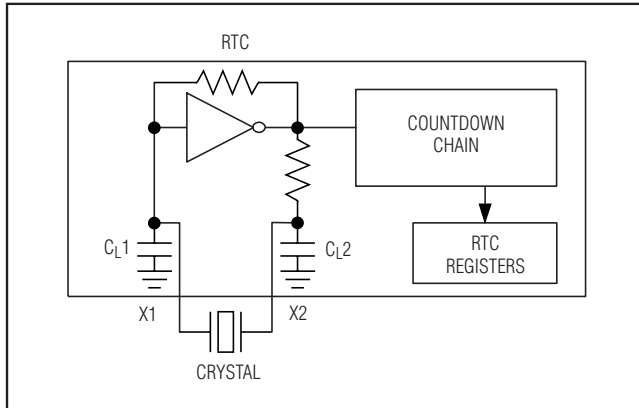 RTC
COUNTDOWN
CHAIN
CL1
CL2
RTC
REGISTERS
X1
X2
CRYSTAL